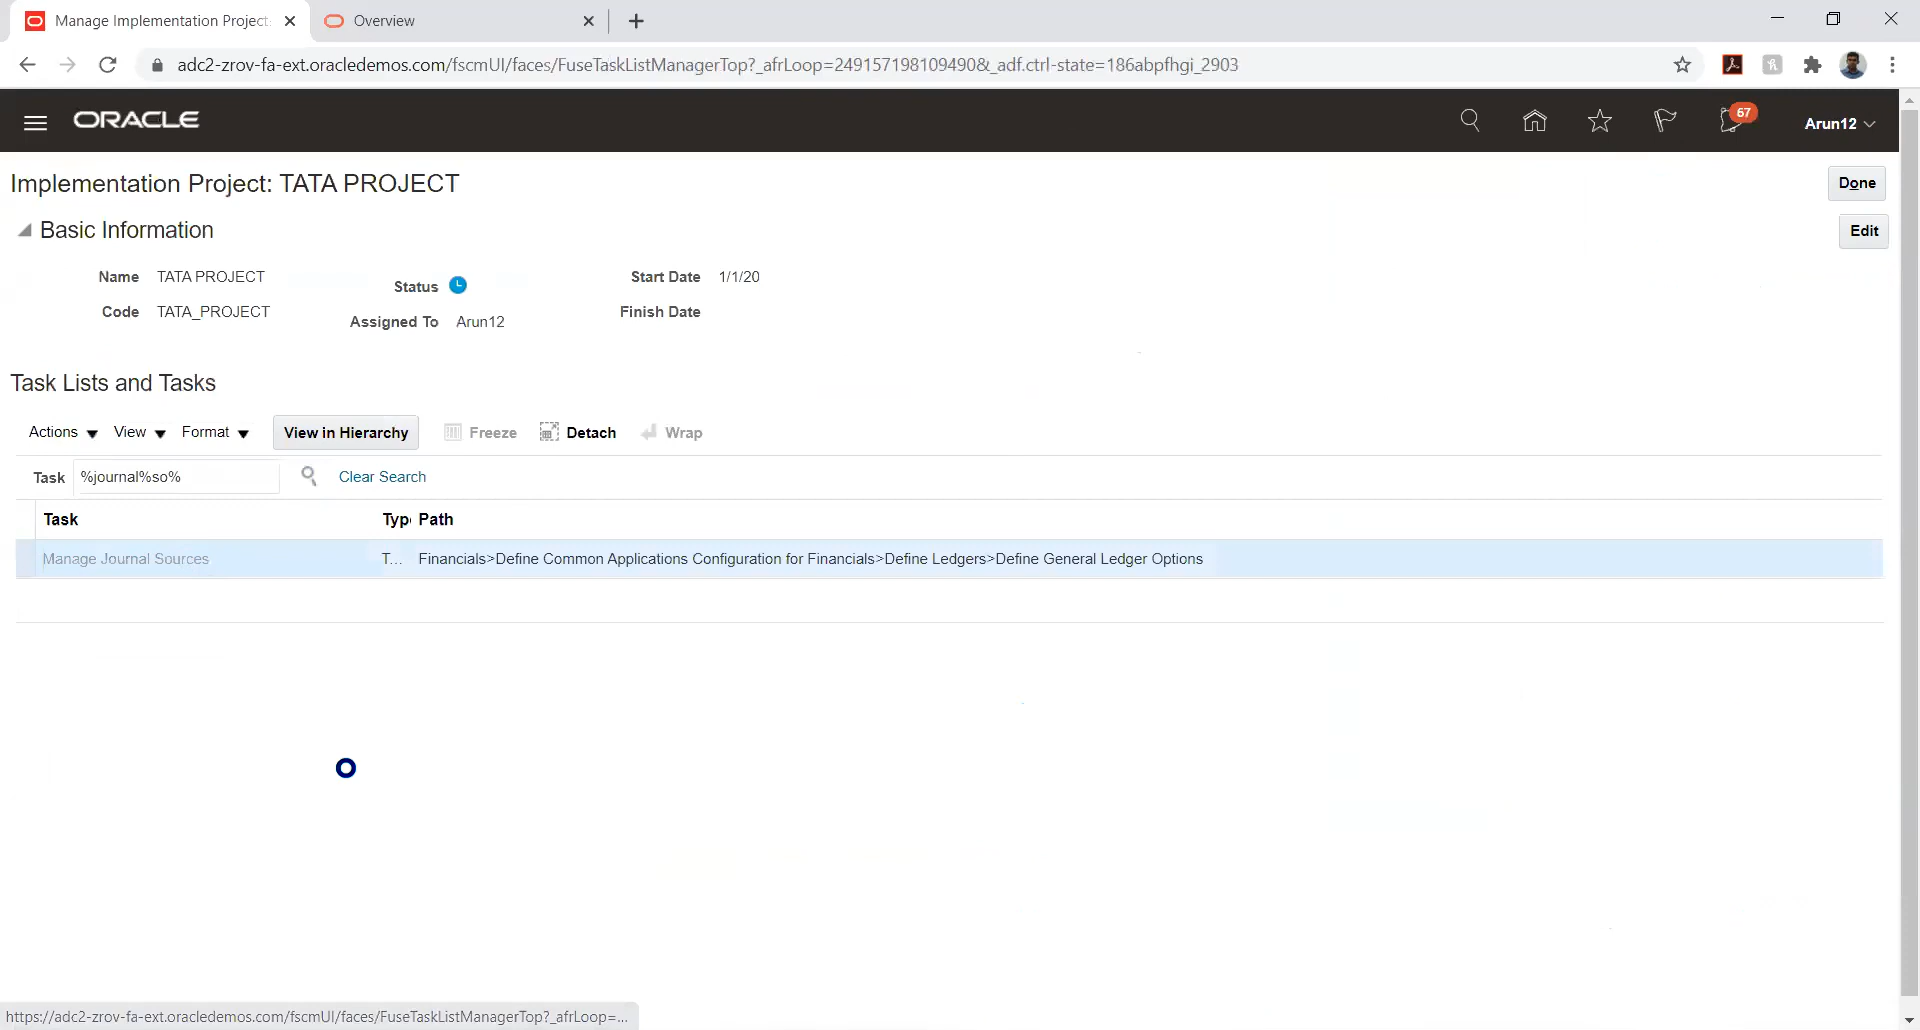 Manage Implementation Project
Overview
adc2-zrov-fa-ext.oracledemos.com/fscmUI/faces/FuseTaskListManagerTop?_afrLoop=2491571981094908&_adf.ctrl-state=186abpfhgi_2903
ORACLE
67
Arun12
Implementation Project: TATA PROJECT
Done
Basic Information
Edit
Name TATA PROJECT
Status
Start Date 1/1/20
Code TATA_PROJECT
Assigned To Arun12
Finish Date
Task Lists and Tasks
Actions View Format View in Hierarchy Freeze Detach Wrap
Task %journal%so% Clear Search
Task Type Path
Manage Journal Sources T... Financials>Define Common Applications Configuration for Financials>Define Ledgers>Define General Ledger Options
https://adc2-zrov-fa-ext.oracledemos.com/fscmUI/faces/FuseTaskListManagerTop?_afrLoop=...